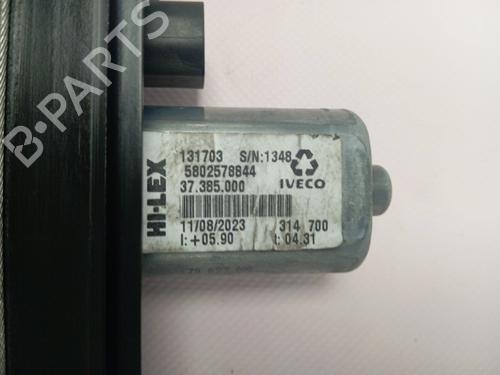 B-PARTS
HI-LEX
131703 S/N:1348
5802578844
37.385.000
IVECO
11/08/2023 314 700
I:+05.90 t:04.31